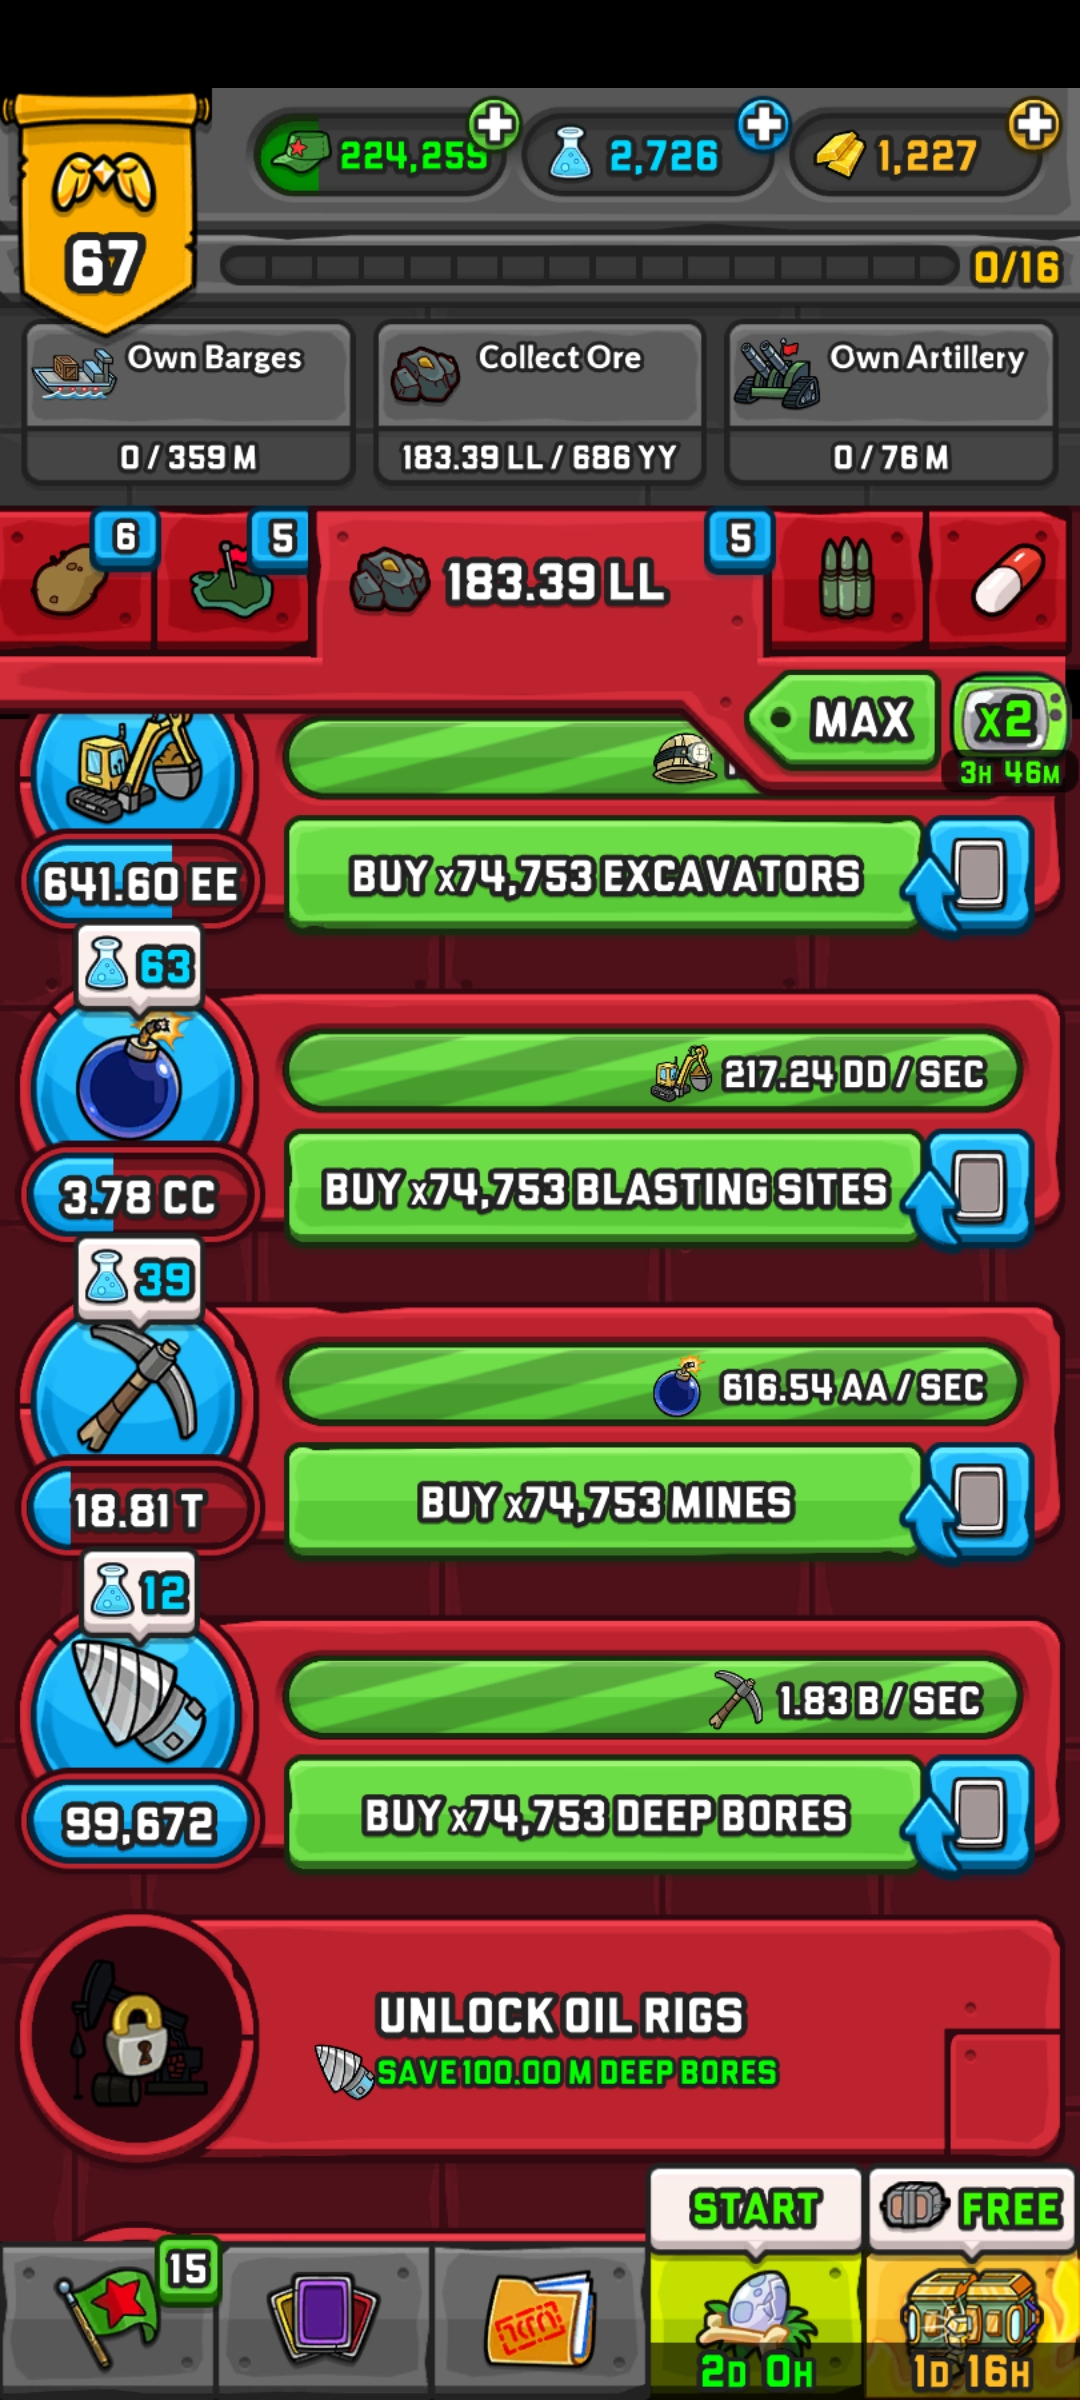 224,255
2,726
1,227
67
0/16
Own Barges
Collect Ore
Own Artillery
0 / 359 M
183.39 LL / 686 YY
0 / 76 M
6
5
183.39 LL
5
MAX
x2
3H 46M
641.60 EE
BUY x74,753 EXCAVATORS
63
217.24 DD / SEC
3.78 CC
BUY x74,753 BLASTING SITES
39
616.54 AA / SEC
18.81 T
BUY x74,753 MINES
12
1.83 B / SEC
99,672
BUY x74,753 DEEP BORES
UNLOCK OIL RIGS
SAVE 100.00 M DEEP BORES
START
FREE
15
2D 0H
1D 16H